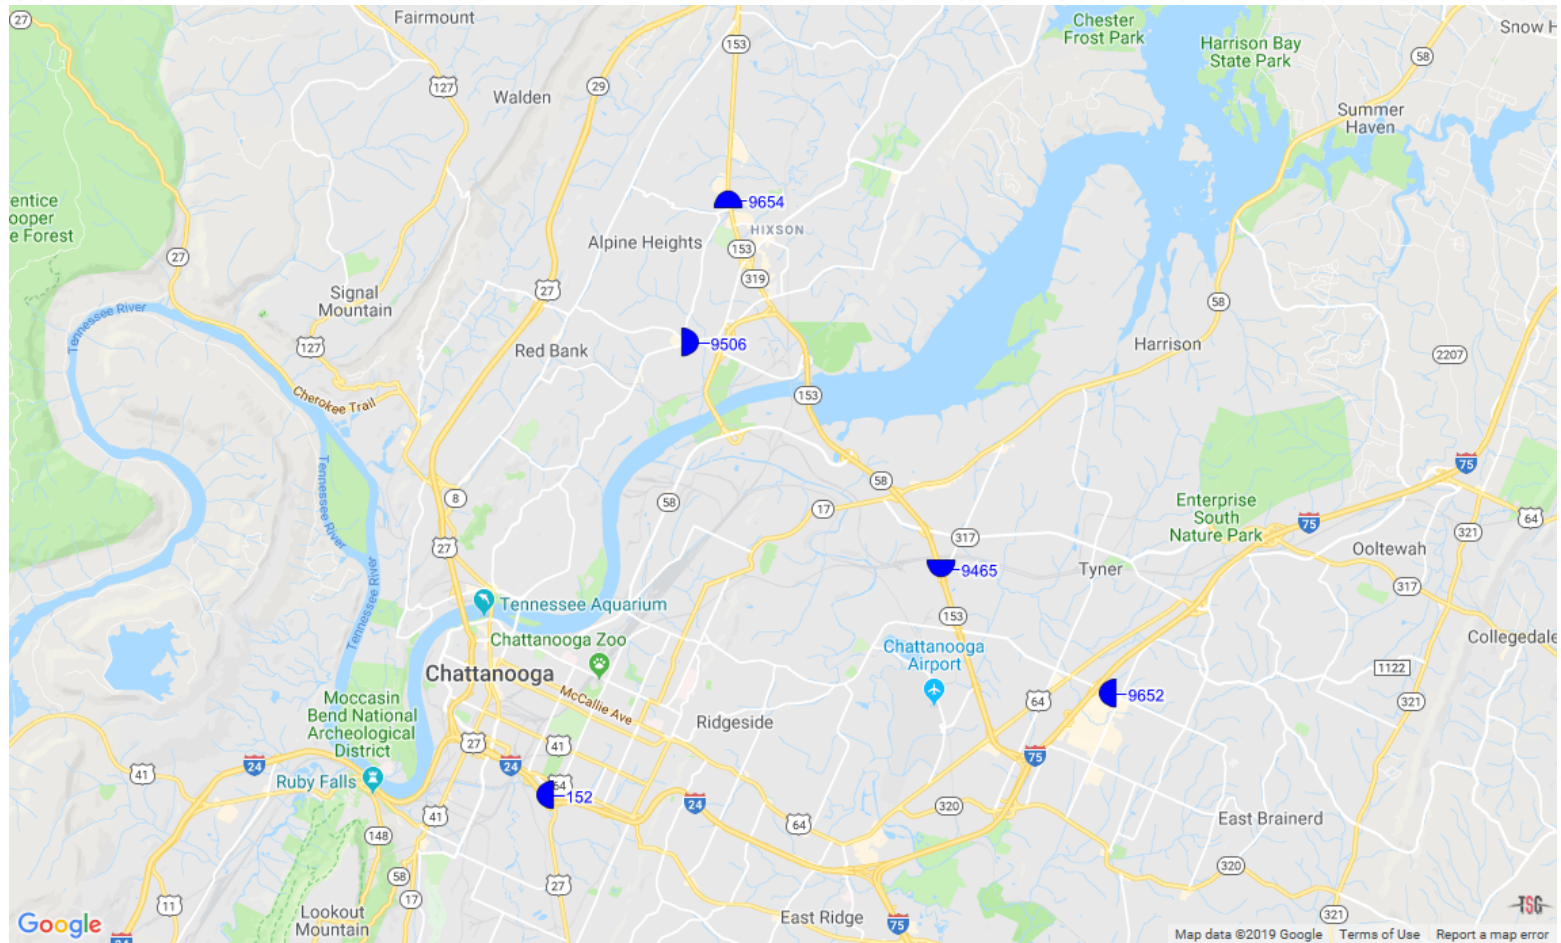 27
Fairmount
153
Chester
Frost Park
Harrison Bay
State Park
Snow H
58
127
29
Walden
Summer
Haven
entice
ooper
e Forest
9654
HIXSON
Alpine Heights
153
27
319
27
Signal
Mountain
58
Tennessee River
127
Red Bank
9506
Harrison
2207
Cherokee Trail
153
75
Tennessee River
58
8
58
17
Enterprise
South
Nature Park
75
64
321
27
317
Ooltewah
Tennessee River
9465
Tyner
317
Tennessee Aquarium
153
Chattanooga Zoo
Chattanooga
Airport
Collegedale
Chattanooga
1122
McCallie Ave
64
9652
321
Moccasin
Bend National
Archeological
District
Ridgeside
27
41
75
41
24
24
Ruby Falls
64
152
24
320
41
64
East Brainerd
148
320
58
27
17
11
Lookout
Mountain
East Ridge
75
321
TSG
Google
24
Map data ©2019 Google
Terms of Use
Report a map error